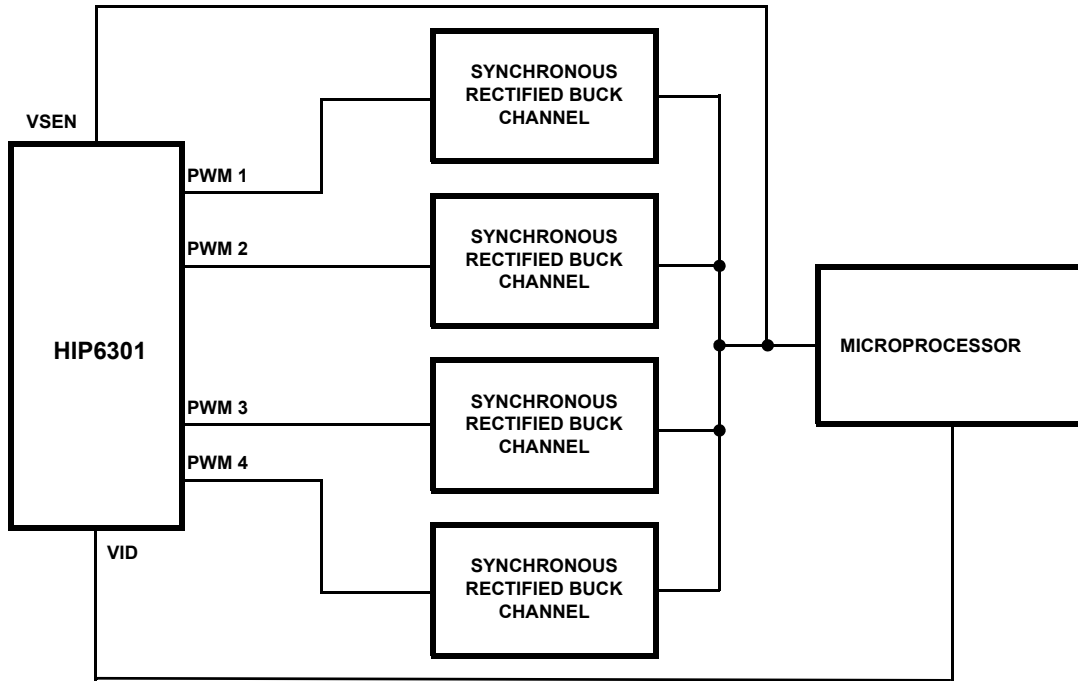 VSEN
HIP6301
VID
PWM 1
PWM 2
PWM 3
PWM 4
SYNCHRONOUS
RECTIFIED BUCK
CHANNEL
SYNCHRONOUS
RECTIFIED BUCK
CHANNEL
SYNCHRONOUS
RECTIFIED BUCK
CHANNEL
SYNCHRONOUS
RECTIFIED BUCK
CHANNEL
MICROPROCESSOR